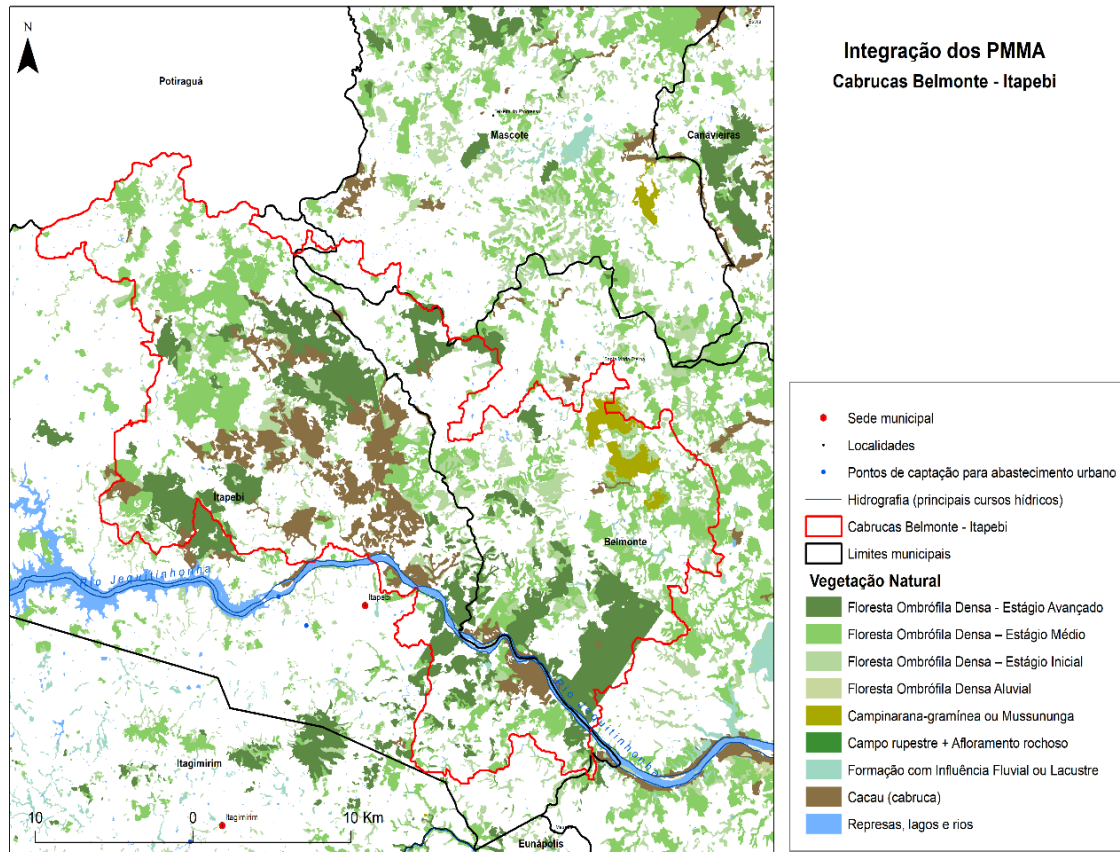 Integração dos PMMA
Cabrucas Belmonte - Itapebi
N
Potiraguá
Mascote
Canavieiras
Itapebi
Belmonte
Rio Jequitinhonha
Itapebi
Rio Jequitinhonha
Itagimirim
10
0
10 Km
Itagimirim
Eunápolis
Sede municipal
Localidades
Pontos de captação para abastecimento urbano
Hidrografia (principais cursos hídricos)
Cabrucas Belmonte - Itapebi
Limites municipais
Vegetação Natural
Floresta Ombrófila Densa - Estágio Avançado
Floresta Ombrófila Densa – Estágio Médio
Floresta Ombrófila Densa – Estágio Inicial
Floresta Ombrófila Densa Aluvial
Campinarana-gramínea ou Mussununga
Campo rupestre + Afloramento rochoso
Formação com Influência Fluvial ou Lacustre
Cacau (cabruca)
Represas, lagos e rios